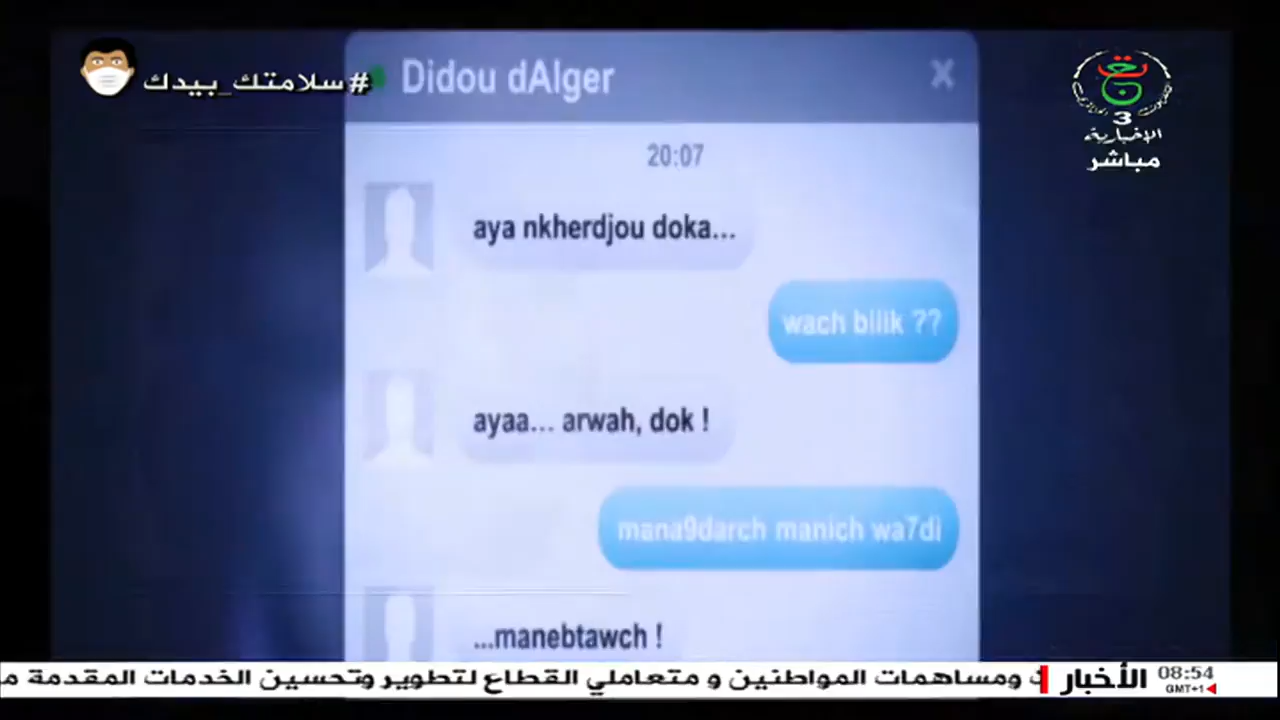 #سلامتك_بيدك
Didou dAlger
x
3
الإخبارية
مباشر
20:07
aya nkherdjou doka...
wach bilik ??
ayaa... arwah, dok !
mana9darch manich wa7di
...manebtawch !
08:54
GMT+1
الأخبار
ومساهمات المواطنين و متعاملي القطاع لتطوير وتحسين الخدمات المقدمة